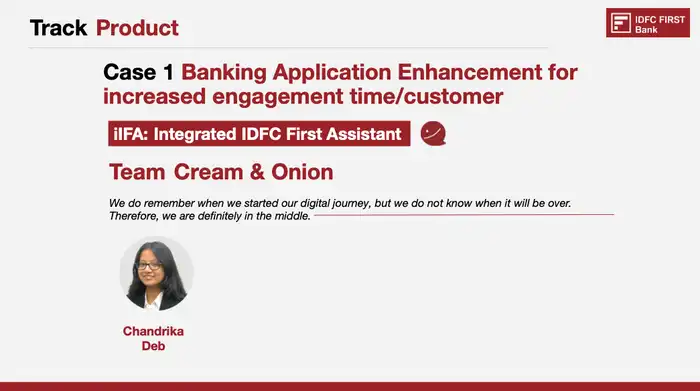 Track Product
IDFC FIRST
Bank
Case 1 Banking Application Enhancement for
increased engagement time/customer
iIFA: Integrated IDFC First Assistant
Team Cream & Onion
We do remember when we started our digital journey, but we do not know when it will be over.
Therefore, we are definitely in the middle.
Chandrika
Deb